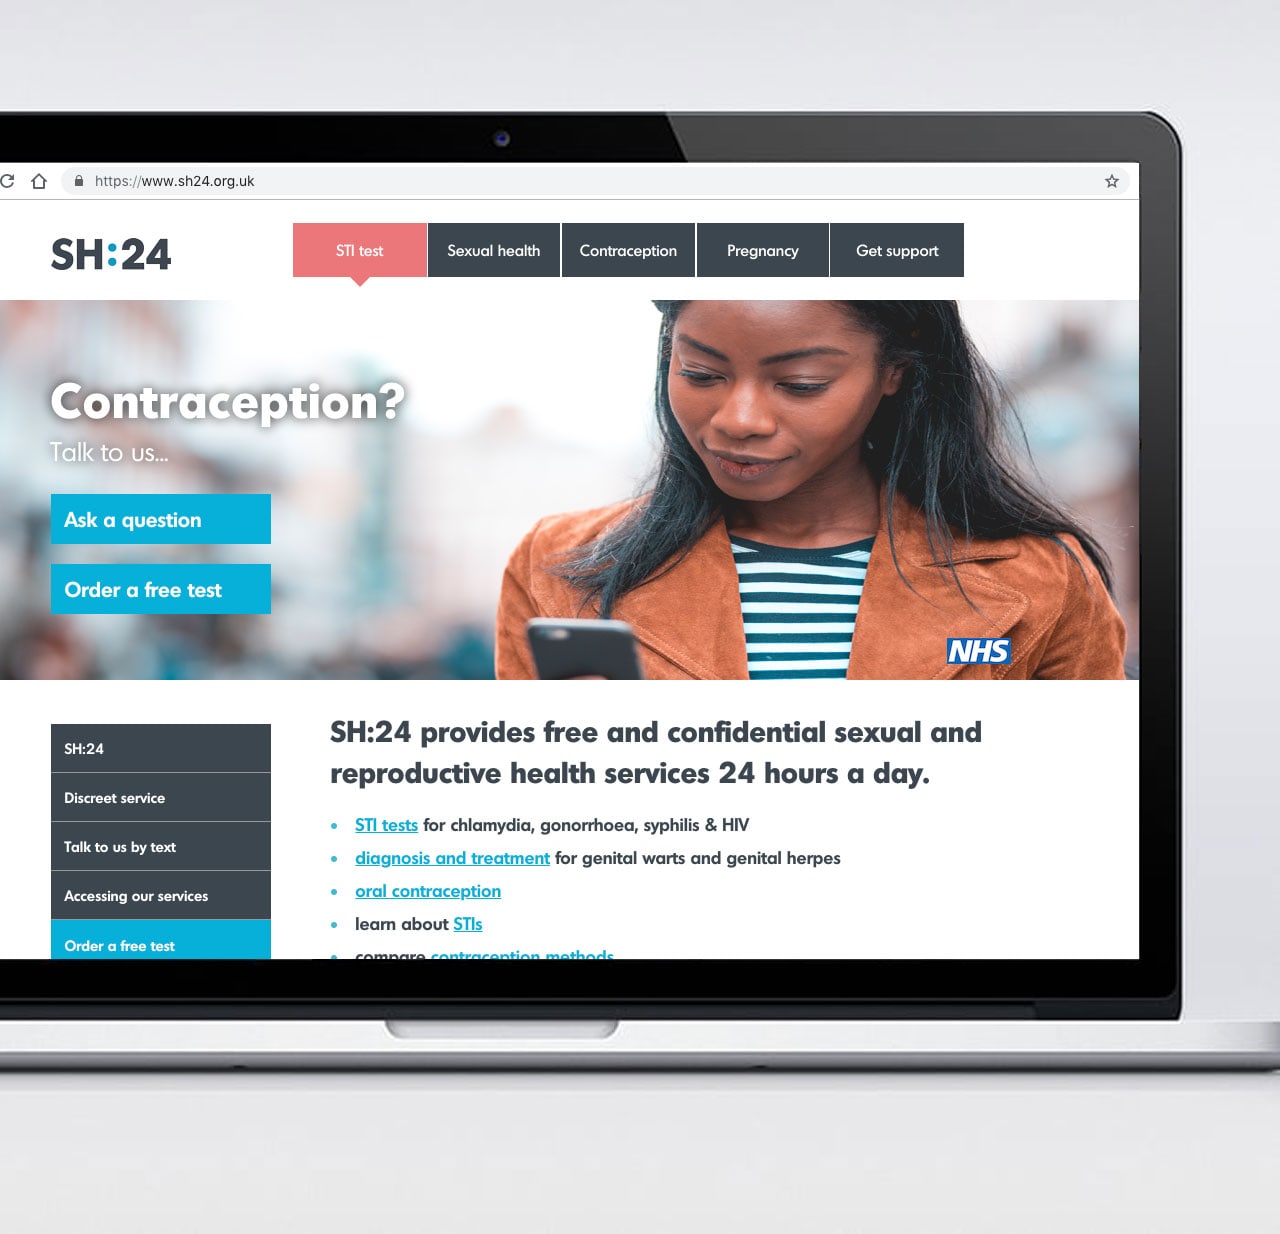 https://www.sh24.org.uk
SH:24
STI test
Sexual health
Contraception
Pregnancy
Get support
Contraception?
Talk to us...
Ask a question
Order a free test
NHS
SH:24
Discreet service
Talk to us by text
Accessing our services
Order a free test
SH:24 provides free and confidential sexual and
reproductive health services 24 hours a day.
STI tests for chlamydia, gonorrhoea, syphilis & HIV
diagnosis and treatment for genital warts and genital herpes
oral contraception
learn about STIs
compare contraception methods